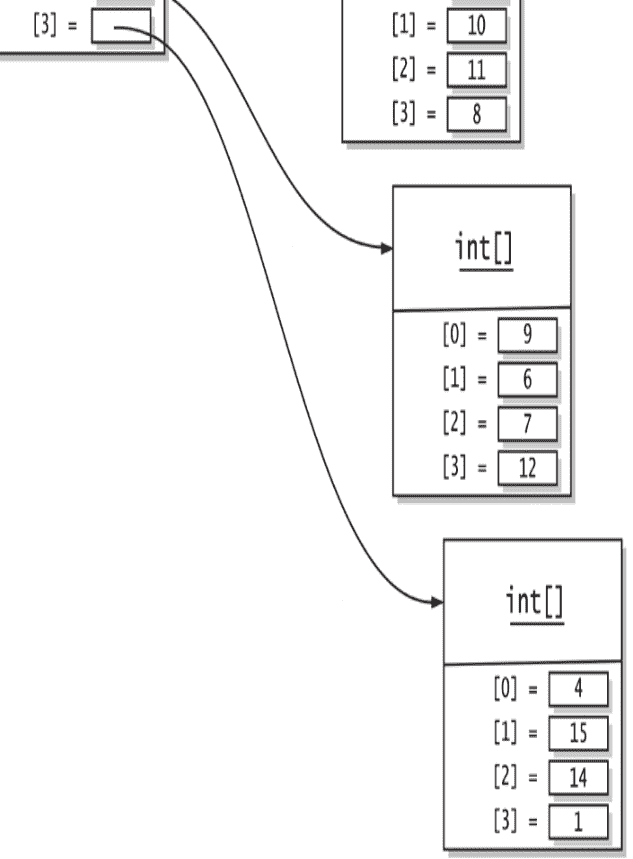 [3] =
[1] = 10
[2] = 11
[3] = 8
int[]
[0] = 9
[1] = 6
[2] = 7
[3] = 12
int[]
[0] = 4
[1] = 15
[2] = 14
[3] = 1